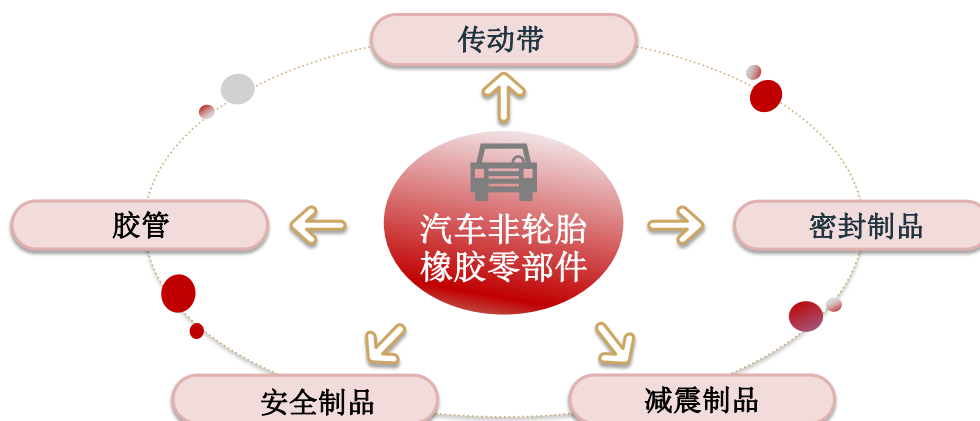 传动带
胶管
汽车非轮胎
橡胶零部件
密封制品
安全制品
减震制品